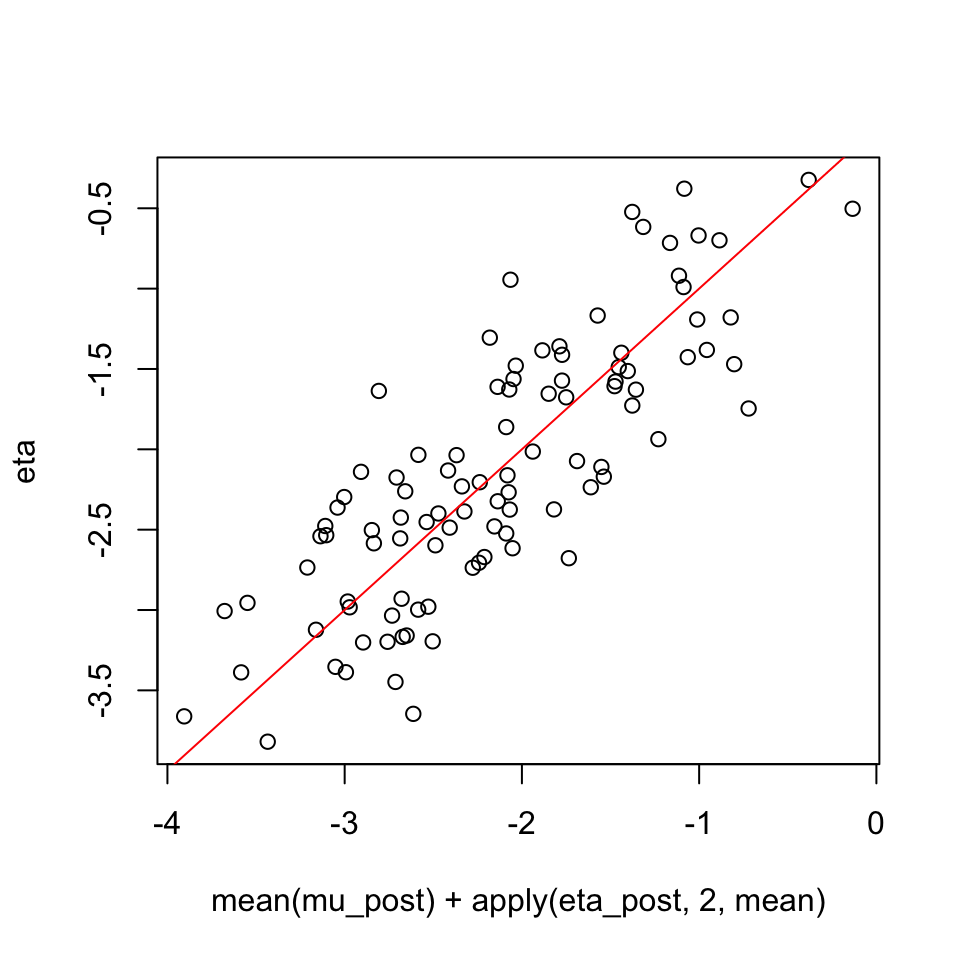 eta
-0.5
-1.5
-2.5
-3.5
-4 -3 -2 -1 0
mean(mu_post) + apply(eta_post, 2, mean)